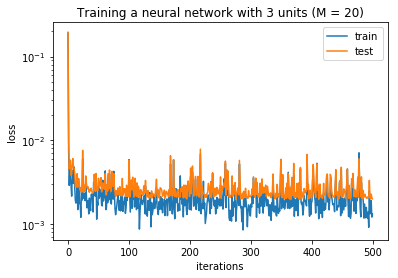 Training a neural network with 3 units (M = 20)
train
test
loss
10⁻¹
10⁻²
10⁻³
0
100
200
300
400
500
iterations